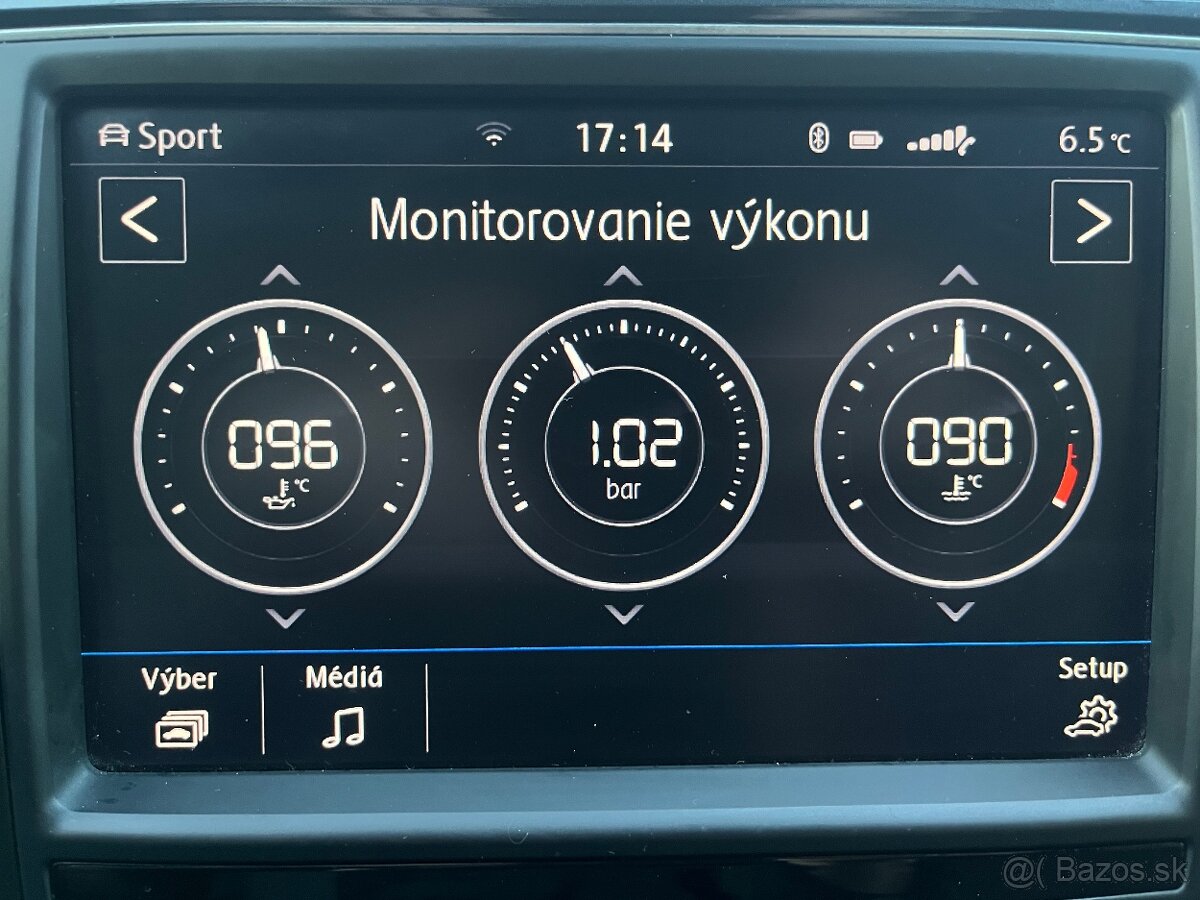 Sport 17:14 6.5 °C
< Monitorovanie výkonu >
096 1.02 090
°C bar °C
Výber Médiá Setup
@( Bazos.sk